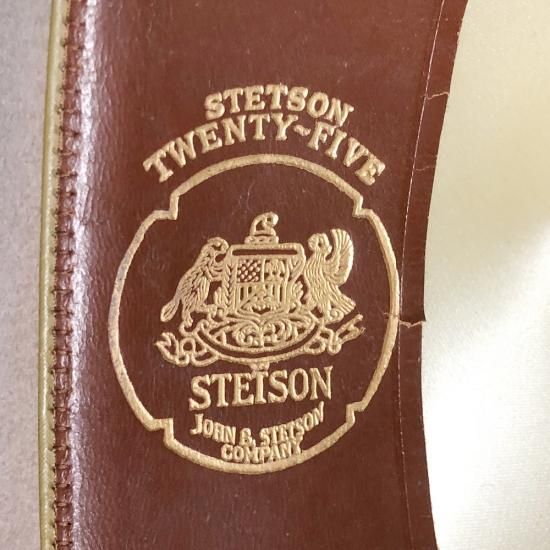 STETSON
TWENTY-FIVE
STETSON
JOHN B. STETSON
COMPANY